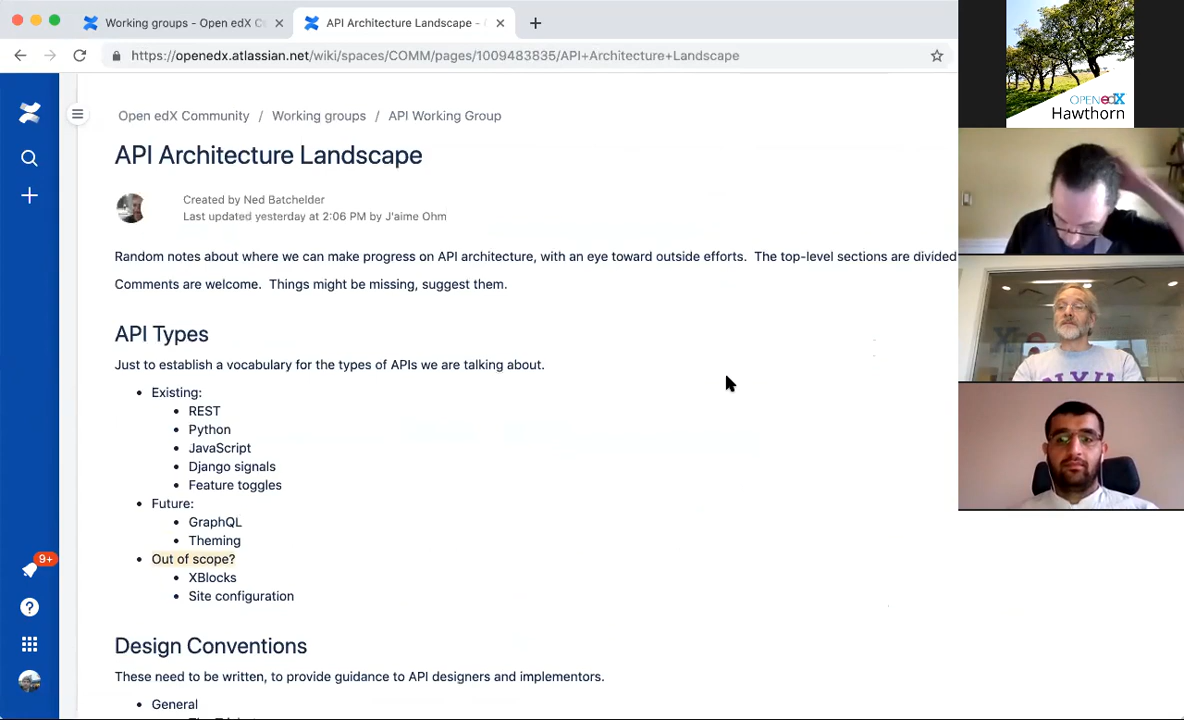 Working groups - Open edX C
API Architecture Landscape -
https://openedx.atlassian.net/wiki/spaces/COMM/pages/1009483835/API+Architecture+Landscape
OPEN edX
Hawthorn
Open edX Community / Working groups / API Working Group
API Architecture Landscape
Created by Ned Batchelder
Last updated yesterday at 2:06 PM by J'aime Ohm
Random notes about where we can make progress on API architecture, with an eye toward outside efforts. The top-level sections are divided
Comments are welcome. Things might be missing, suggest them.
API Types
Just to establish a vocabulary for the types of APIs we are talking about.
• Existing:
• REST
• Python
• JavaScript
• Django signals
• Feature toggles
• Future:
• GraphQL
• Theming
• Out of scope?
• XBlocks
• Site configuration
9+
Design Conventions
These need to be written, to provide guidance to API designers and implementors.
• General